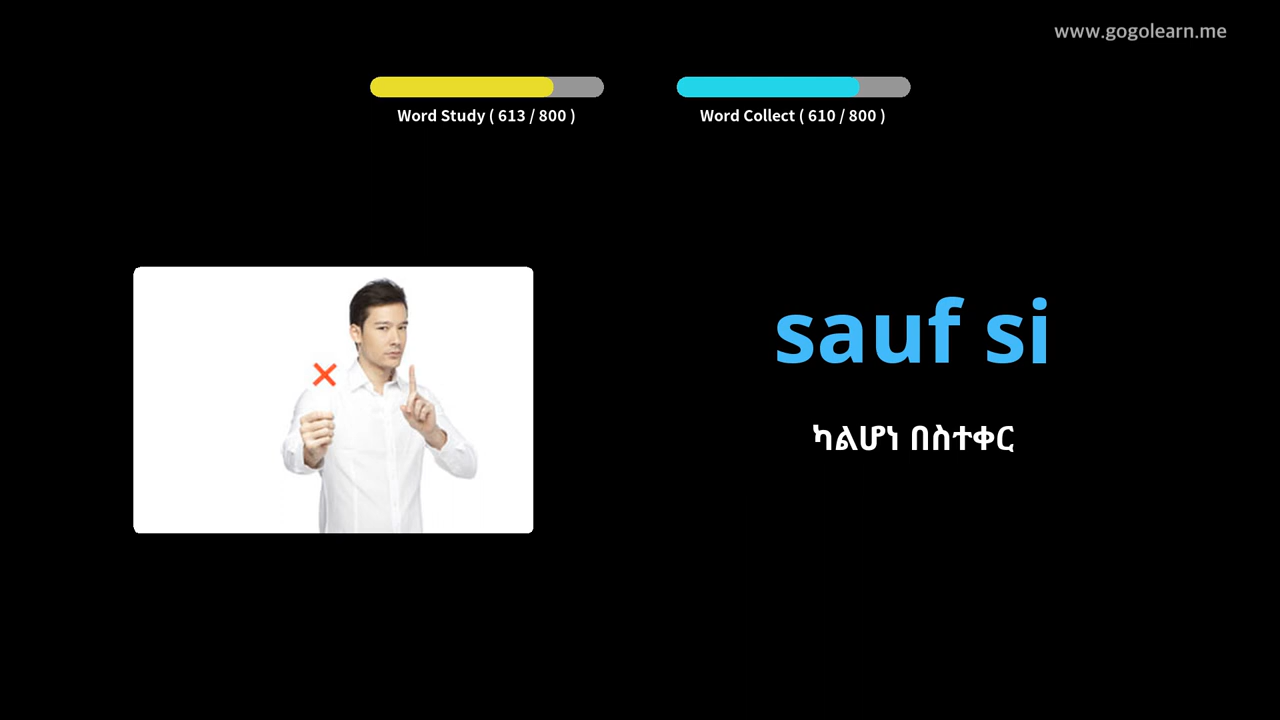 www.gogolearn.me
Word Study ( 613 / 800 )
Word Collect ( 610 / 800 )
sauf si
ካልሆነ በስተቀር